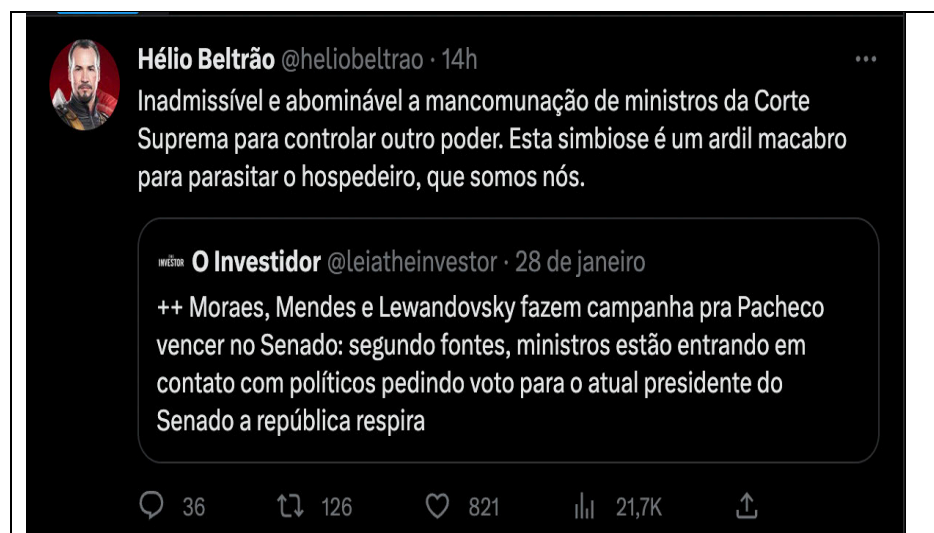 Hélio Beltrão @heliobeltrao · 14h
Inadmissível e abominável a mancomunação de ministros da Corte
Suprema para controlar outro poder. Esta simbiose é um ardil macabro
para parasitar o hospedeiro, que somos nós.
INVESTOR O Investidor @leiatheinvestor · 28 de janeiro
++ Moraes, Mendes e Lewandovsky fazem campanha pra Pacheco
vencer no Senado: segundo fontes, ministros estão entrando em
contato com políticos pedindo voto para o atual presidente do
Senado a república respira
36 126 821 21,7K